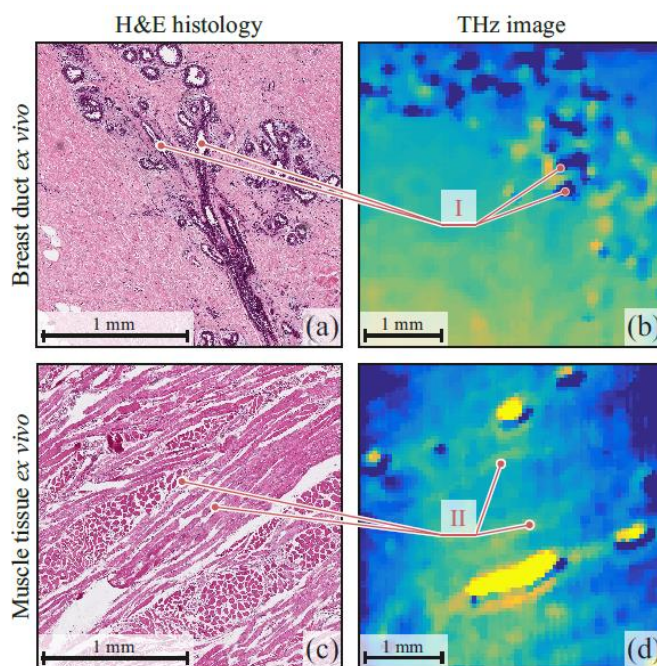 H&E histology
THz image
Breast duct ex vivo
I
1 mm
(a)
1 mm
(b)
Muscle tissue ex vivo
II
1 mm
(c)
1 mm
(d)